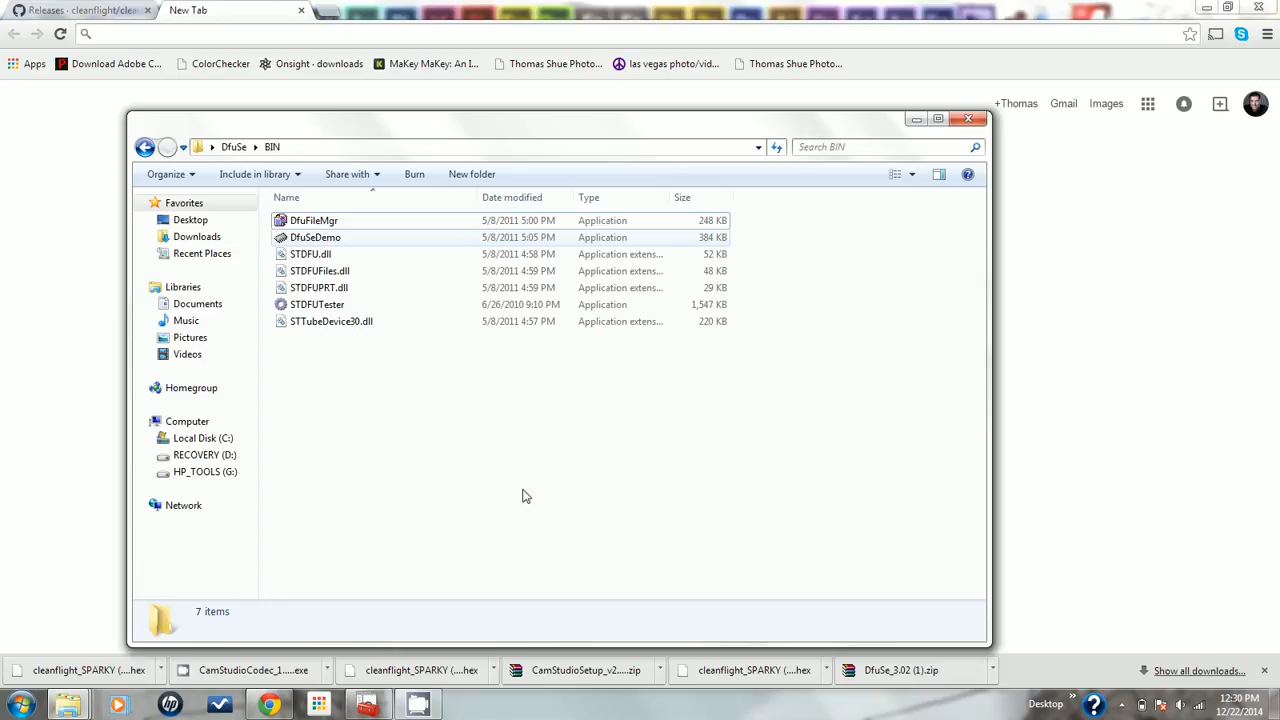 Releases · cleanflight/clea
New Tab
Apps
Download Adobe C...
ColorChecker
Onsight · downloads
MaKey MaKey: An I...
Thomas Shue Photo...
las vegas photo/vid...
Thomas Shue Photo...
+Thomas
Gmail
Images
DfuSe
BIN
Search BIN
Organize
Include in library
Share with
Burn
New folder
Name
Date modified
Type
Size
Favorites
Desktop
Downloads
Recent Places
Libraries
Documents
Music
Pictures
Videos
Homegroup
Computer
Local Disk (C:)
RECOVERY (D:)
HP_TOOLS (G:)
Network
DfuFileMgr 5/8/2011 5:00 PM Application 248 KB
DfuSeDemo 5/8/2011 5:05 PM Application 384 KB
STDFU.dll 5/8/2011 4:58 PM Application extens... 52 KB
STDFUFiles.dll 5/8/2011 4:59 PM Application extens... 48 KB
STDFUPRT.dll 5/8/2011 4:59 PM Application extens... 29 KB
STDFUTester 6/26/2010 9:10 PM Application 1,547 KB
STTubeDevice30.dll 5/8/2011 4:57 PM Application extens... 220 KB
7 items
cleanflight_SPARKY (....hex
CamStudioCodec_1.....exe
cleanflight_SPARKY (....hex
CamStudioSetup_v2....zip
cleanflight_SPARKY (....hex
DfuSe_3.02 (1).zip
Show all downloads...
hp
Desktop
12:30 PM
12/22/2014